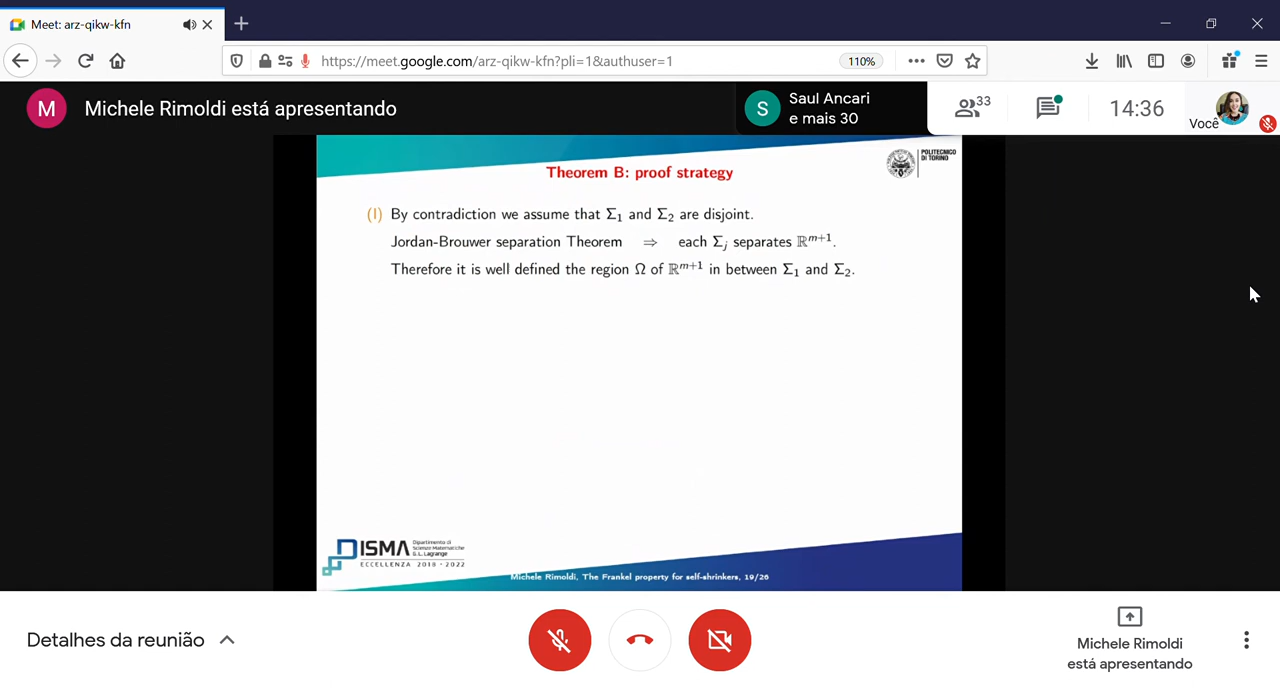 Meet: arz-qikw-kfn
https://meet.google.com/arz-qikw-kfn?pli=1&authuser=1
110%
M
Michele Rimoldi está apresentando
S
Saul Ancari
e mais 30
33
14:36
Você
POLITECNICO
DI TORINO
Theorem B: proof strategy
(I) By contradiction we assume that Σ₁ and Σ₂ are disjoint.
Jordan-Brouwer separation Theorem ⇒ each Σⱼ separates ℝᵐ⁺¹.
Therefore it is well defined the region Ω of ℝᵐ⁺¹ in between Σ₁ and Σ₂.
DISMA
Dipartimento di
Scienze Matematiche
G.L. Lagrange
ECCELLENZA 2018 - 2022
Michele Rimoldi, The Frankel property for self-shrinkers, 19/26
Detalhes da reunião
Michele Rimoldi
está apresentando